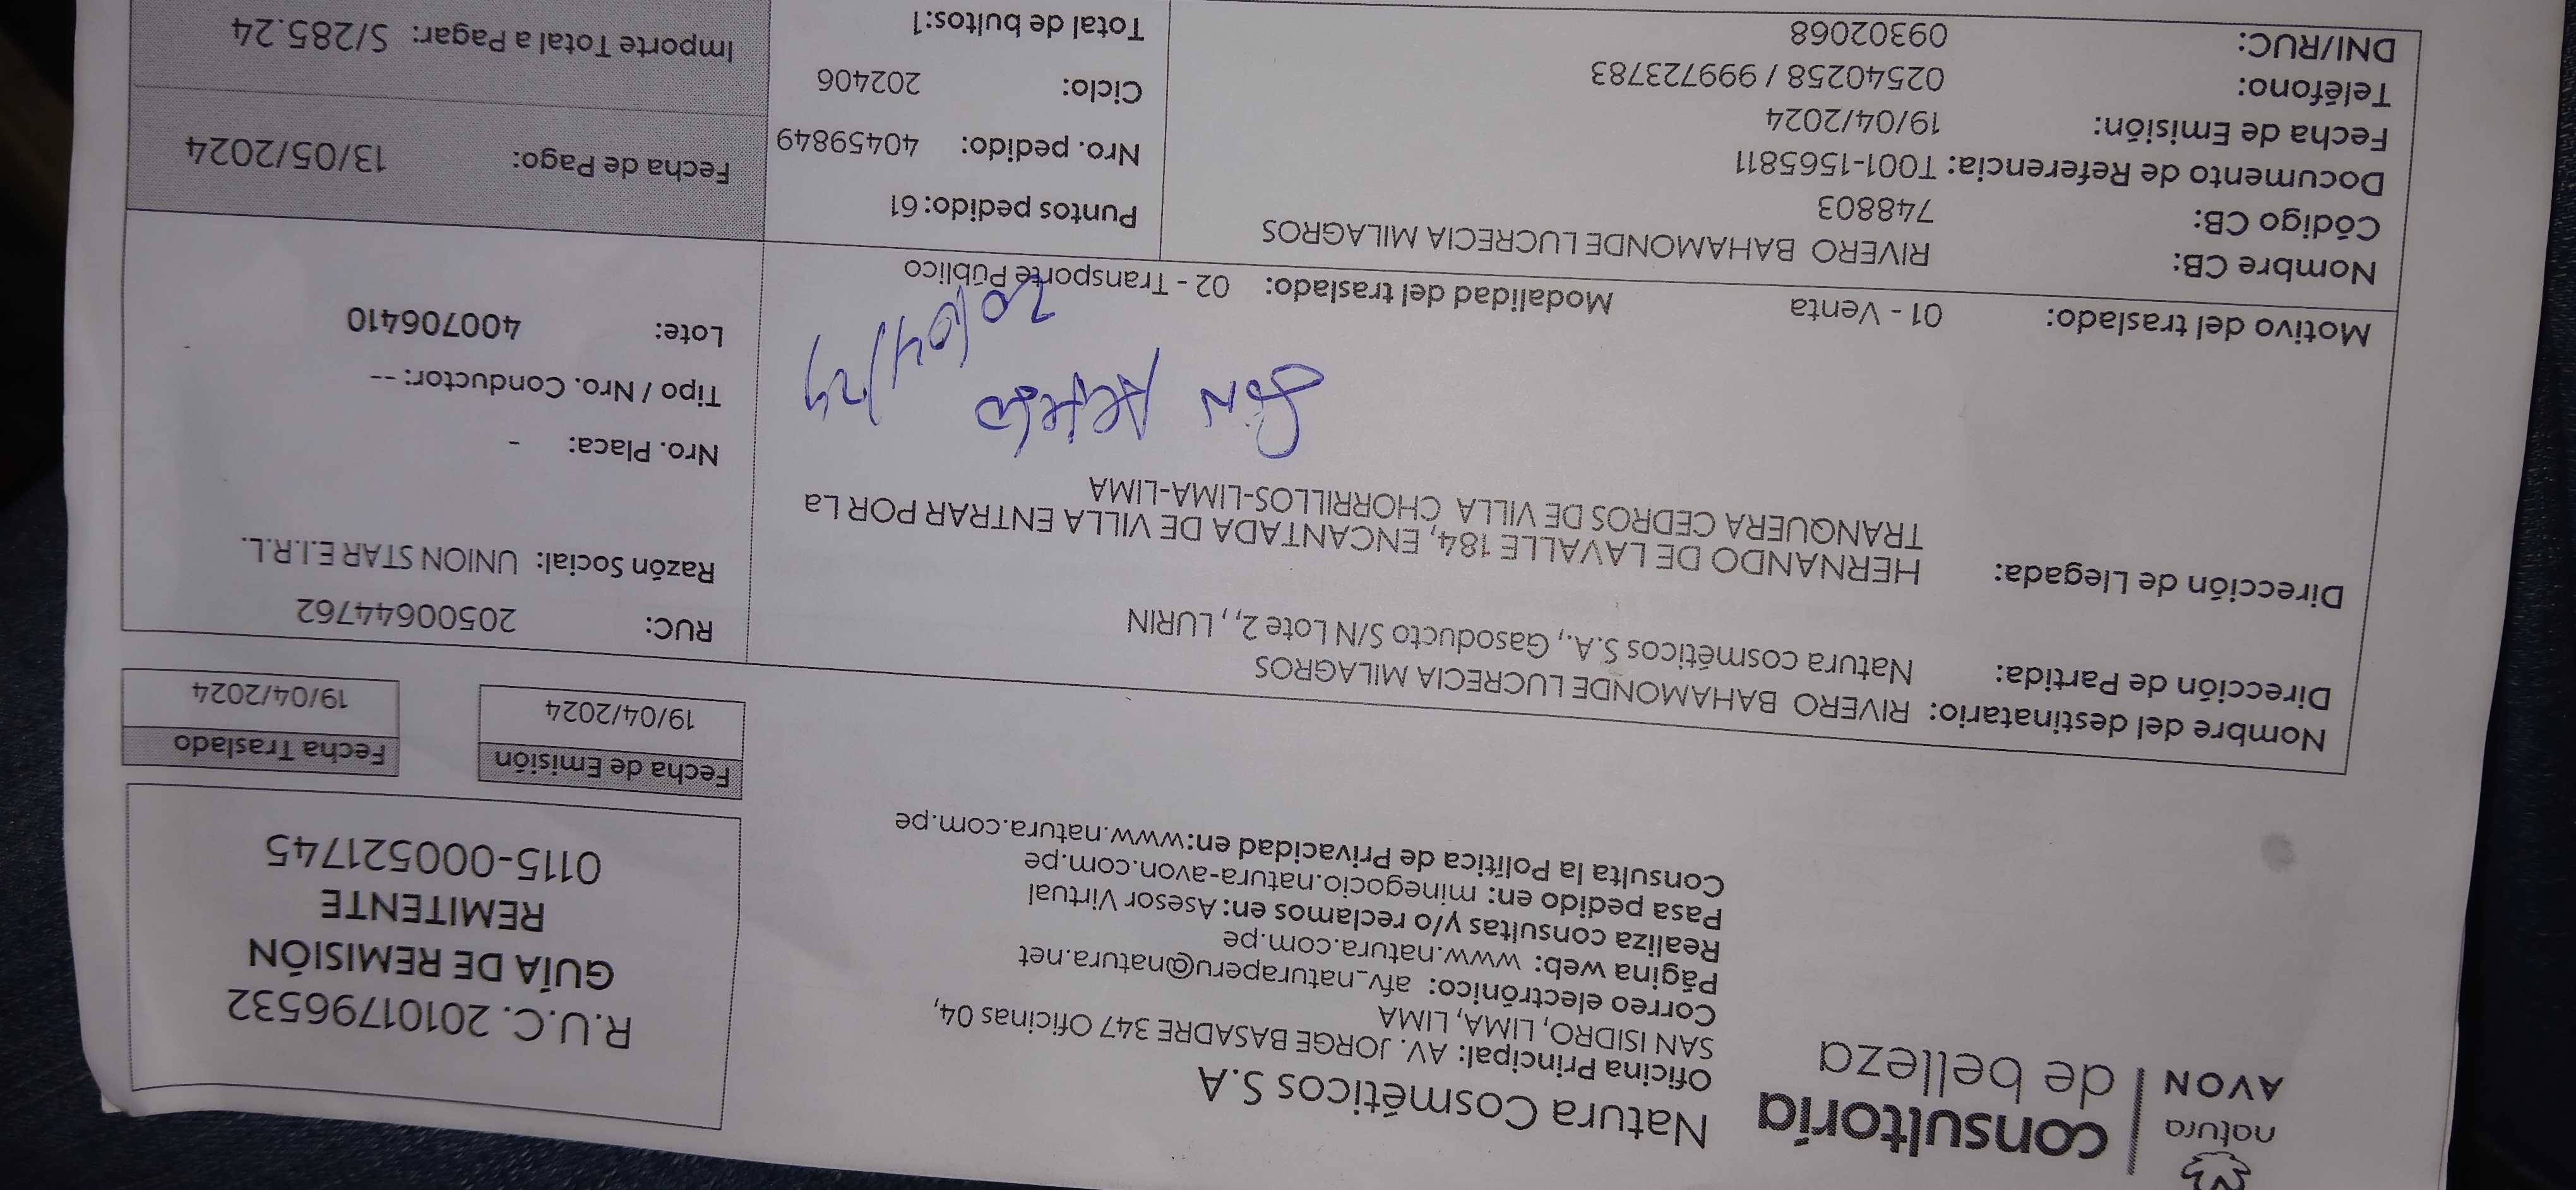 natura
AVON
consultoría
de belleza
Natura Cosméticos S.A
Oficina Principal: AV. JORGE BASADRE 347 Oficinas 04,
SAN ISIDRO, LIMA, LIMA
Correo electrónico: afv_naturaperu@natura.net
Página web: www.natura.com.pe
Realiza consultas y/o reclamos en: Asesor Virtual
Pasa pedido en: minegocio.natura-avon.com.pe
Consulta la Política de Privacidad en:www.natura.com.pe
R.U.C. 20101796532
GUÍA DE REMISIÓN
REMITENTE
0115-000521745
Fecha de Emisión
19/04/2024
Fecha Traslado
19/04/2024
Nombre del destinatario: RIVERO BAHAMONDE LUCRECIA MILAGROS
Dirección de Partida: Natura cosméticos S.A., Gasoducto S/N Lote 2, , LURIN
Dirección de Llegada: HERNANDO DE LAVALLE 184, ENCANTADA DE VILLA ENTRAR POR La
TRANQUERA CEDROS DE VILLA CHORRILLOS-LIMA-LIMA
20/04/24
Motivo del traslado: 01 - Venta Modalidad del traslado: 02 - Transporte Público
RUC: 20500644762
Razón Social: UNION STAR E.I.R.L.
Nro. Placa: -
Tipo / Nro. Conductor: --
Lote: 400706410
Nombre CB: RIVERO BAHAMONDE LUCRECIA MILAGROS
Código CB: 748803
Documento de Referencia: T001-1565811
Fecha de Emisión: 19/04/2024
Teléfono: 02540258 / 999723783
DNI/RUC: 09302068
Puntos pedido: 61
Nro. pedido: 40459849
Ciclo: 202406
Total de bultos:1
Fecha de Pago: 13/05/2024
Importe Total a Pagar: S/285.24